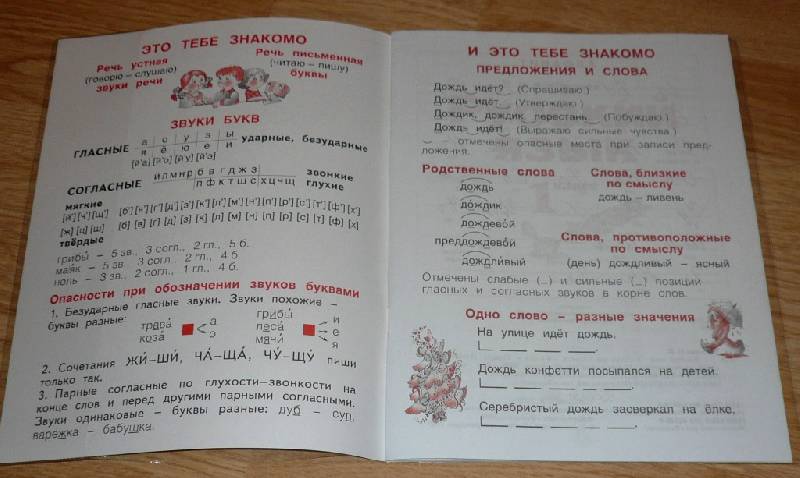 ЭТО ТЕБЕ ЗНАКОМО
Речь устная
(говорю – слушаю)
звуки речи
Речь письменная
(читаю – пишу)
буквы
ЗВУКИ БУКВ
ГЛАСНЫЕ
а о у э ы
я ё ю е и
[й'а] [й'о] [й'у] [й'э]
ударные, безударные
СОГЛАСНЫЕ
й л м н р б в г д ж з
п ф к т ш с х ц ч щ
звонкие
глухие
мягкие
[й'] [ч'] [щ'] [б'] [в'] [г'] [д'] [з'] [к'] [л'] [м'] [н'] [п'] [р'] [с'] [т'] [ф'] [х']
[ж] [ц] [ш] [б] [в] [г] [д] [з] [к] [л] [м] [н] [п] [р] [с] [т] [ф] [х]
твёрдые
грибы́ – 5 зв., 3 согл., 2 гл., 5 б.
мая́к – 5 зв., 3 согл., 2 гл., 4 б.
ночь – 3 зв., 2 согл., 1 гл., 4 б.
Опасности при обозначении звуков буквами
1. Безударные гласные звуки. Звуки похожие –
буквы разные:
трава́
коза́
а
о
грибы́
леса́
мячи́
и
е
я
2. Сочетания ЖИ́–ШИ́, ЧА́–ЩА́, ЧУ́–ЩУ́ пиши
только так.
3. Парные согласные по глухости–звонкости на
конце слов и перед другими парными согласными.
Звуки одинаковые – буквы разные: дуб – суп,
варежка – бабушка.
И ЭТО ТЕБЕ ЗНАКОМО
ПРЕДЛОЖЕНИЯ И СЛОВА
Дождь идёт? (Спрашиваю.)
Дождь идёт. (Утверждаю.)
Дождик, дождик, перестань. (Побуждаю.)
Дождь идёт! (Выражаю сильные чувства.)
отмечены опасные места при записи пред-
ложения.
Родственные слова
дождь
дождик
дождево́й
предлождево́й
дождли́вый
Слова, близкие
по смыслу
дождь – ливень
Слова, противоположные
по смыслу
(день) дождливый – ясный
Отмечены слабые (...) и сильные (...) позиции
гласных и согласных звуков в корне слов.
Одно слово – разные значения
На улице идёт дождь.
Дождь конфетти посыпался на детей.
Серебристый дождь засверкал на ёлке.